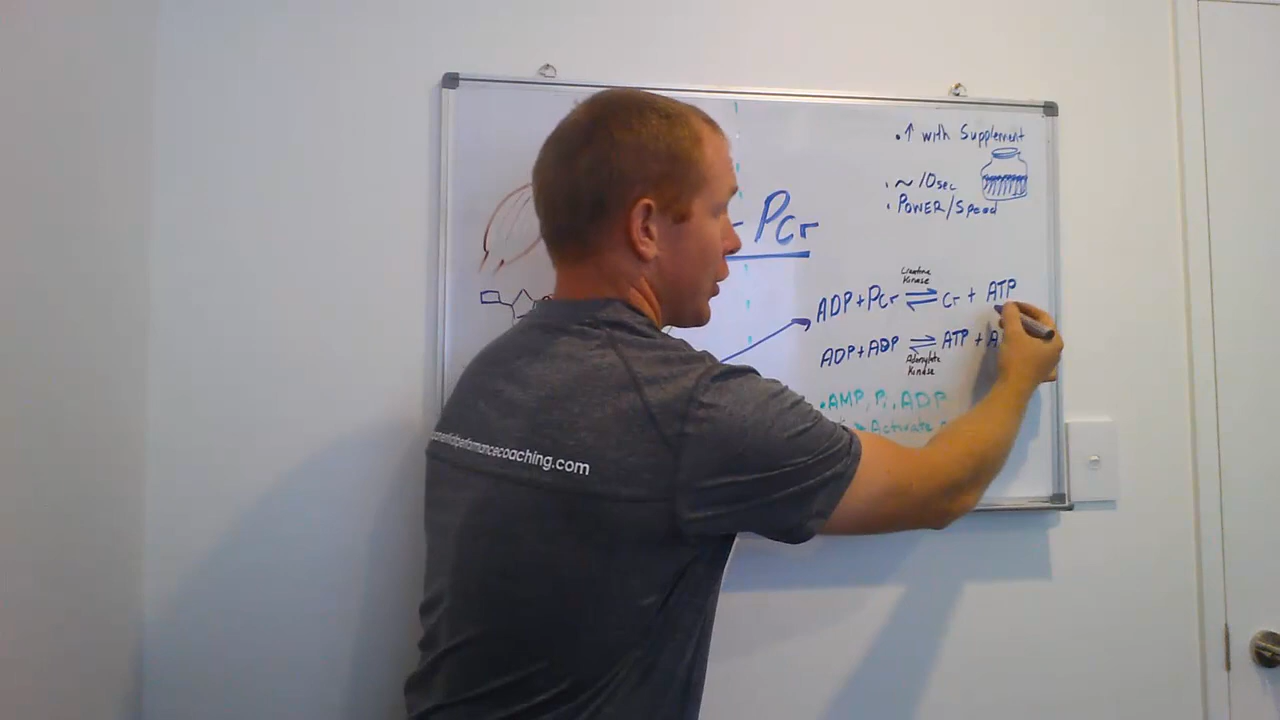 • ↑ with Supplement
• ~ 10sec
• POWER/Speed
- PCr
Creatine
Kinase
ADP + PCr ⇌ Cr + ATP
ADP + ADP ⇌ ATP + A
Adenylate
Kinase
• AMP, Pi, ADP
Activate
performancecoaching.com